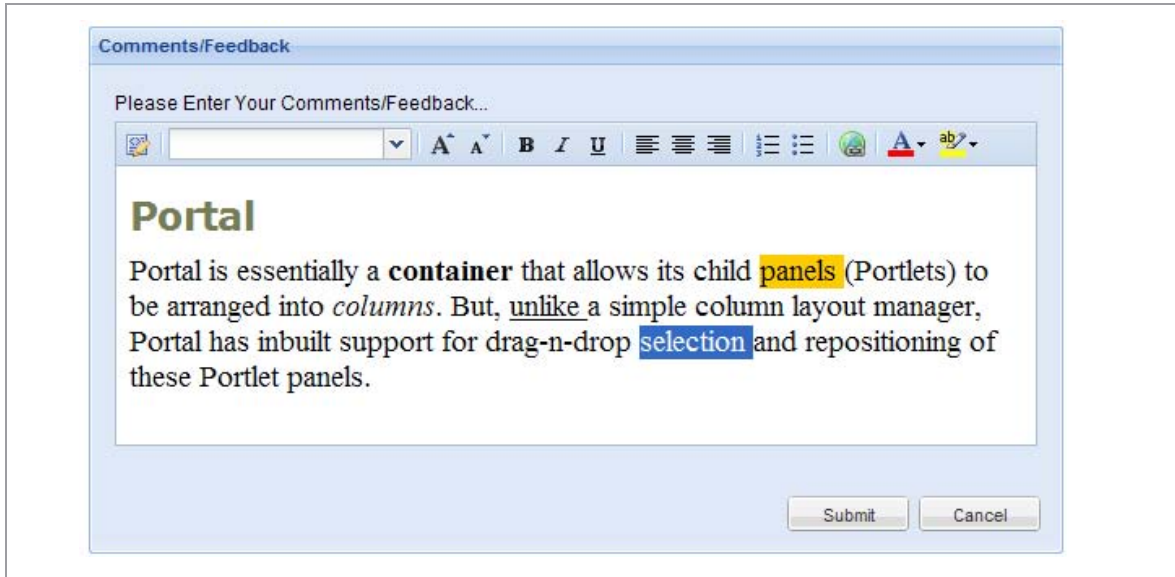 Comments/Feedback
Please Enter Your Comments/Feedback...
A A B I U A ab
Portal
Portal is essentially a container that allows its child panels (Portlets) to
be arranged into columns. But, unlike a simple column layout manager,
Portal has inbuilt support for drag-n-drop selection and repositioning of
these Portlet panels.
Submit Cancel